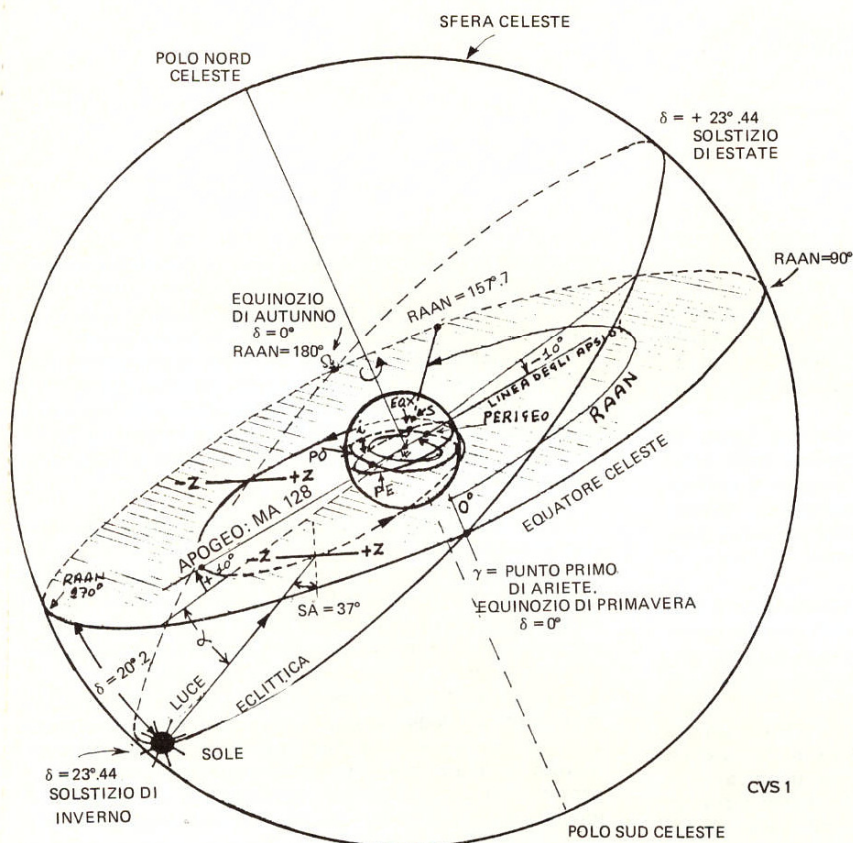 SFERA CELESTE
POLO NORD
CELESTE
δ = + 23°.44
SOLSTIZIO
DI ESTATE
RAAN=90°
EQUINOZIO
DI AUTUNNO
δ = 0°
RAAN=180°
RAAN = 157°.7
Ω
-10°
LINEA DEGLI APSIDI
RAAN
EQX
PERIGEO
PO
PE
-Z
+Z
0°
EQUATORE CELESTE
APOGEO: MA 128
-Z
+Z
+10°
RAAN
270°
SA = 37°
γ = PUNTO PRIMO
DI ARIETE.
EQUINOZIO DI PRIMAVERA
δ = 0°
α
δ = 20°.2
LUCE
ECLITTICA
SOLE
δ = 23°.44
SOLSTIZIO DI
INVERNO
CVS 1
POLO SUD CELESTE